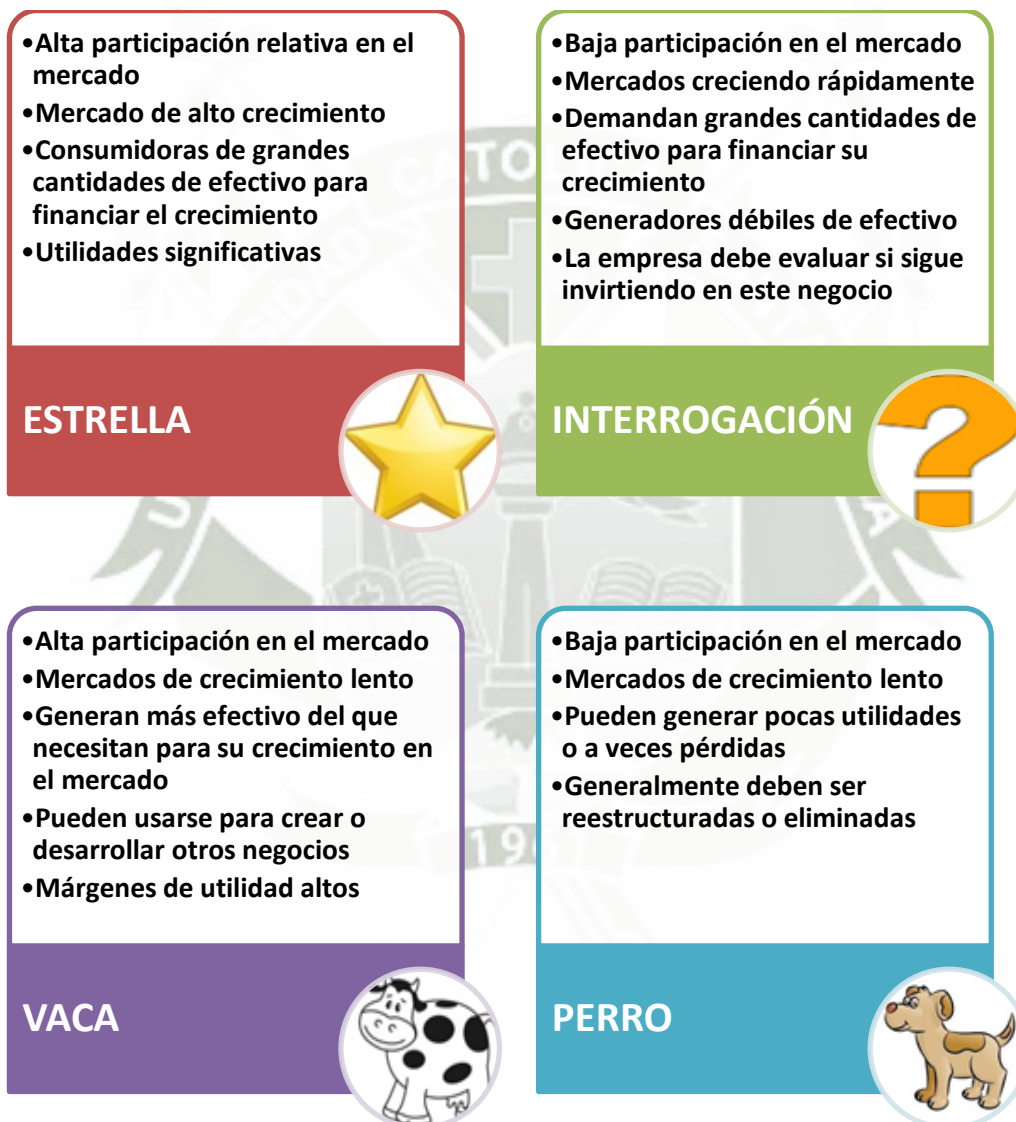 •Alta participación relativa en el
mercado
•Mercado de alto crecimiento
•Consumidoras de grandes
cantidades de efectivo para
financiar el crecimiento
•Utilidades significativas
ESTRELLA
•Baja participación en el mercado
•Mercados creciendo rápidamente
•Demandan grandes cantidades de
efectivo para financiar su
crecimiento
•Generadores débiles de efectivo
•La empresa debe evaluar si sigue
invirtiendo en este negocio
INTERROGACIÓN
?
•Alta participación en el mercado
•Mercados de crecimiento lento
•Generan más efectivo del que
necesitan para su crecimiento en
el mercado
•Pueden usarse para crear o
desarrollar otros negocios
•Márgenes de utilidad altos
VACA
•Baja participación en el mercado
•Mercados de crecimiento lento
•Pueden generar pocas utilidades
o a veces pérdidas
•Generalmente deben ser
reestructuradas o eliminadas
PERRO